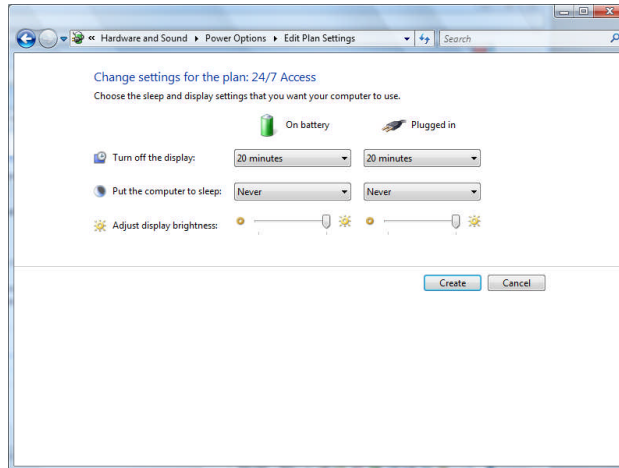 « Hardware and Sound Power Options Edit Plan Settings Search
Change settings for the plan: 24/7 Access
Choose the sleep and display settings that you want your computer to use.
On battery Plugged in
Turn off the display: 20 minutes 20 minutes
Put the computer to sleep: Never Never
Adjust display brightness:
Create Cancel